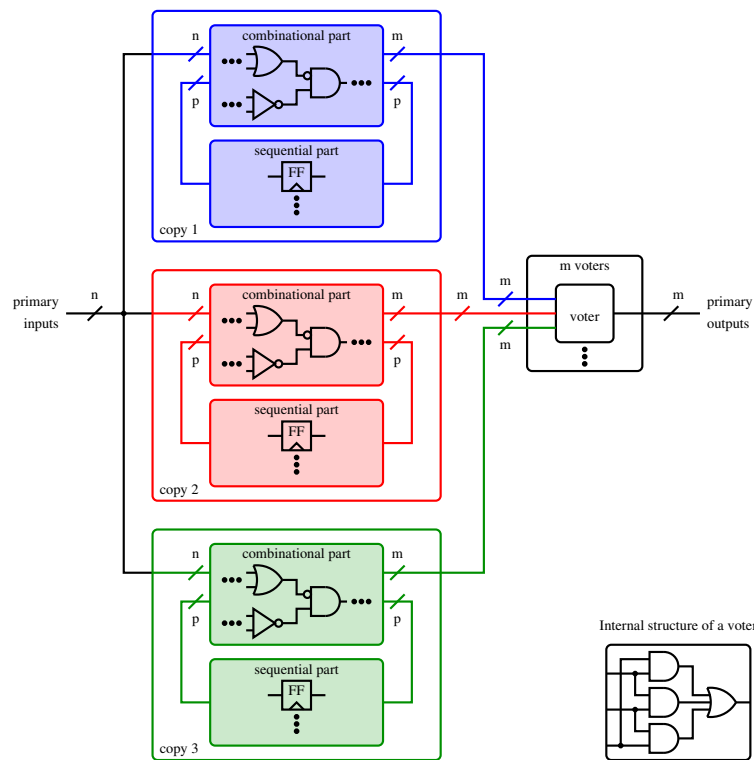 n
combinational part
m
p
p
sequential part
FF
copy 1
m voters
primary
inputs
n
n
combinational part
m
m
m
voter
m
primary
outputs
p
p
m
sequential part
FF
copy 2
n
combinational part
m
p
p
sequential part
FF
copy 3
Internal structure of a voter